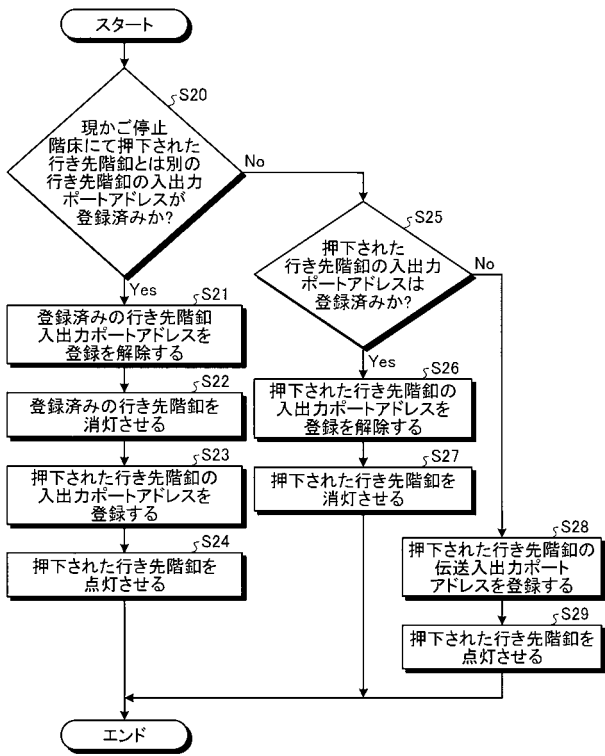 スタート
S20
現かご停止
階床にて押下された
行き先階釦とは別の
行き先階釦の入出力
ポートアドレスが
登録済みか?
No
Yes
S21
登録済みの行き先階釦
入出力ポートアドレスを
登録を解除する
S22
登録済みの行き先階釦を
消灯させる
S23
押下された行き先階釦の
入出力ポートアドレスを
登録する
S24
押下された行き先階釦を
点灯させる
S25
押下された
行き先階釦の入出力
ポートアドレスは
登録済みか?
No
Yes
S26
押下された行き先階釦の
入出力ポートアドレスを
登録を解除する
S27
押下された行き先階釦を
消灯させる
S28
押下された行き先階釦の
伝送入出力ポート
アドレスを登録する
S29
押下された行き先階釦を
点灯させる
エンド